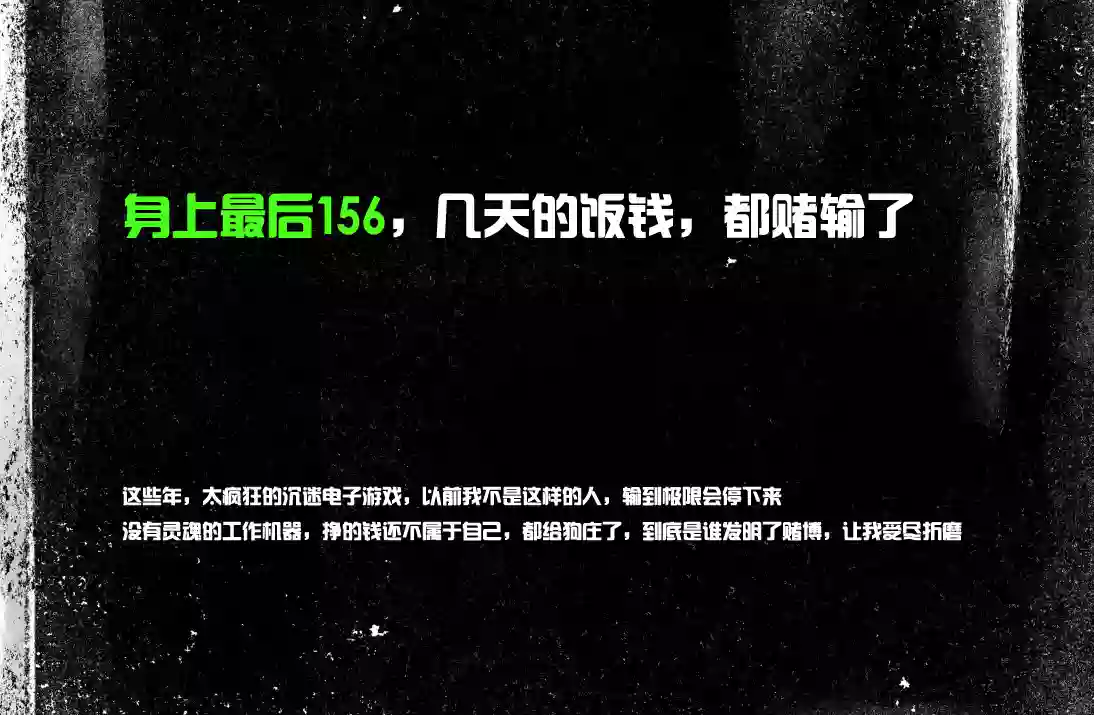 身上最后156，几天的饭钱，都赌输了
这些年，太疯狂的沉迷电子游戏，以前我不是这样的人，输到极限会停下来
没有灵魂的工作机器，挣的钱还不属于自己，都给狗庄了，到底是谁发明了赌博，让我受尽折磨